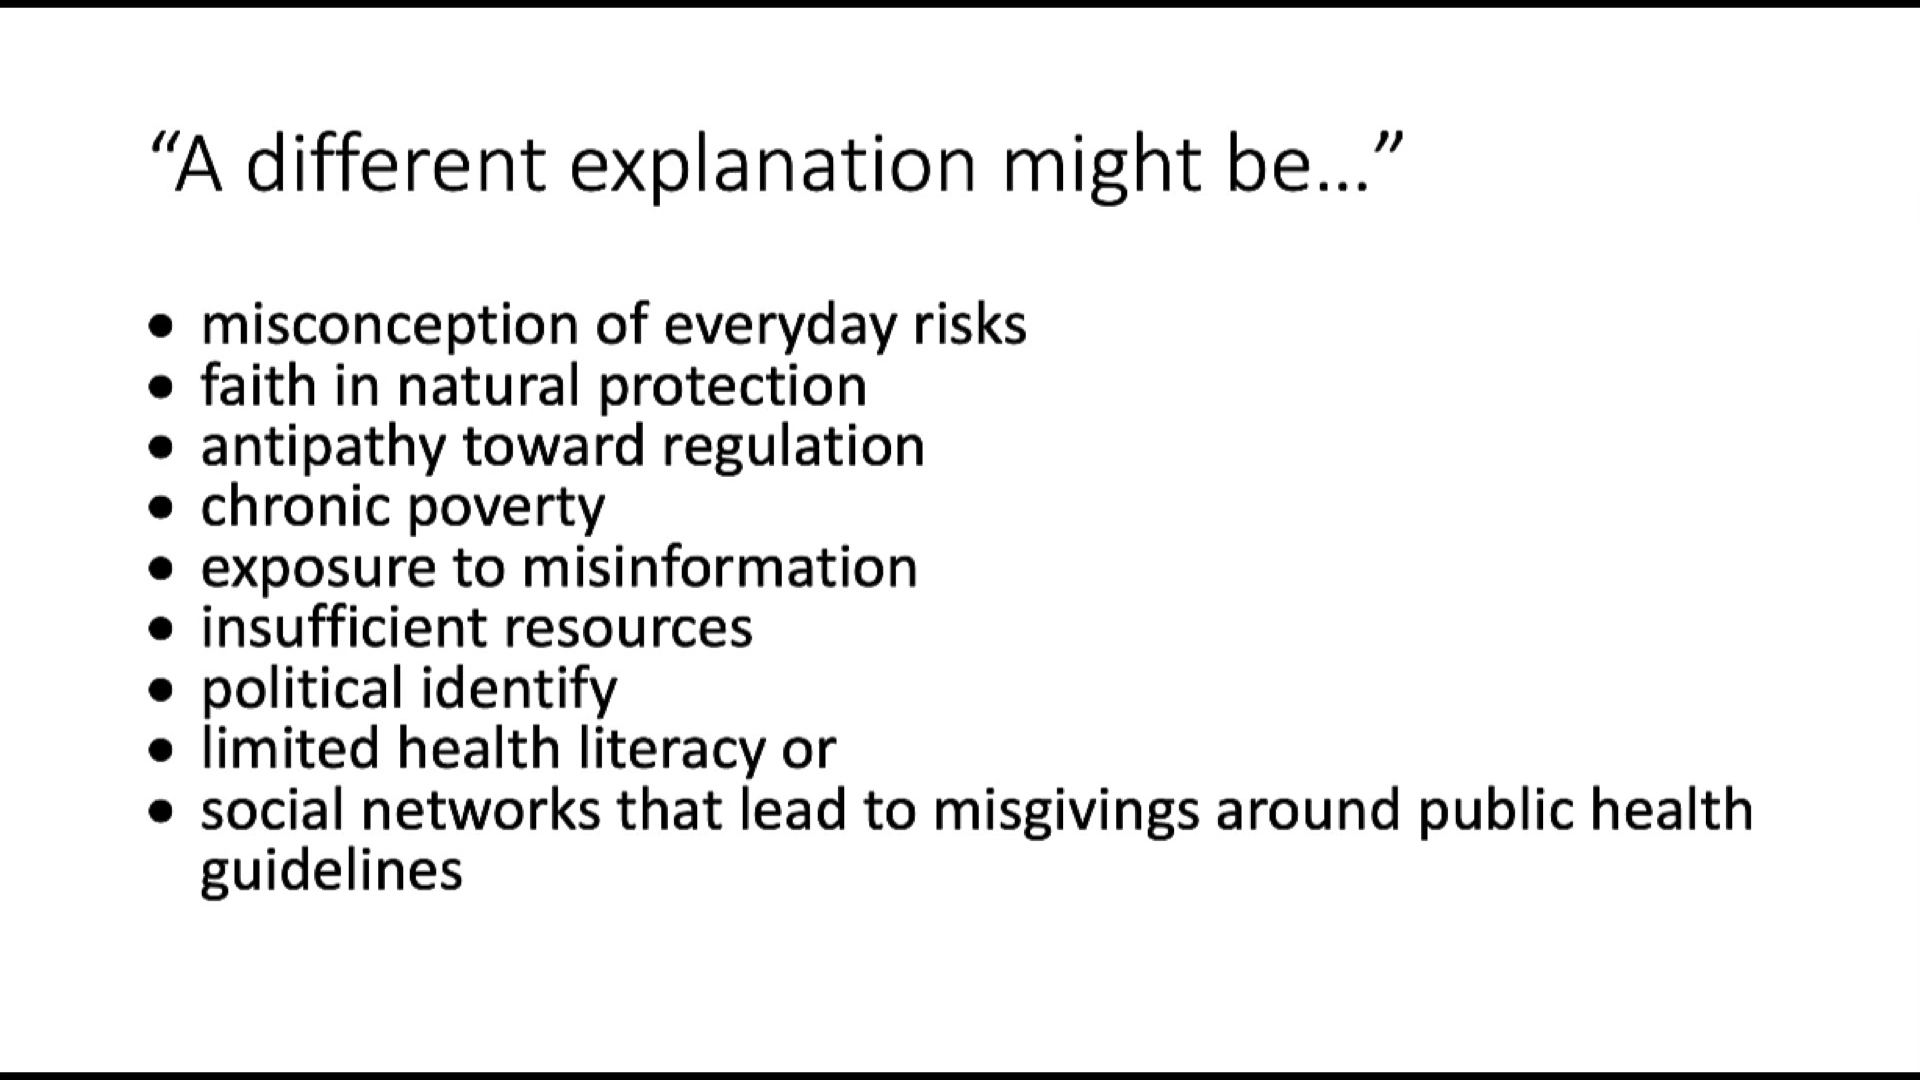 “A different explanation might be...”
• misconception of everyday risks
• faith in natural protection
• antipathy toward regulation
• chronic poverty
• exposure to misinformation
• insufficient resources
• political identify
• limited health literacy or
• social networks that lead to misgivings around public health
guidelines